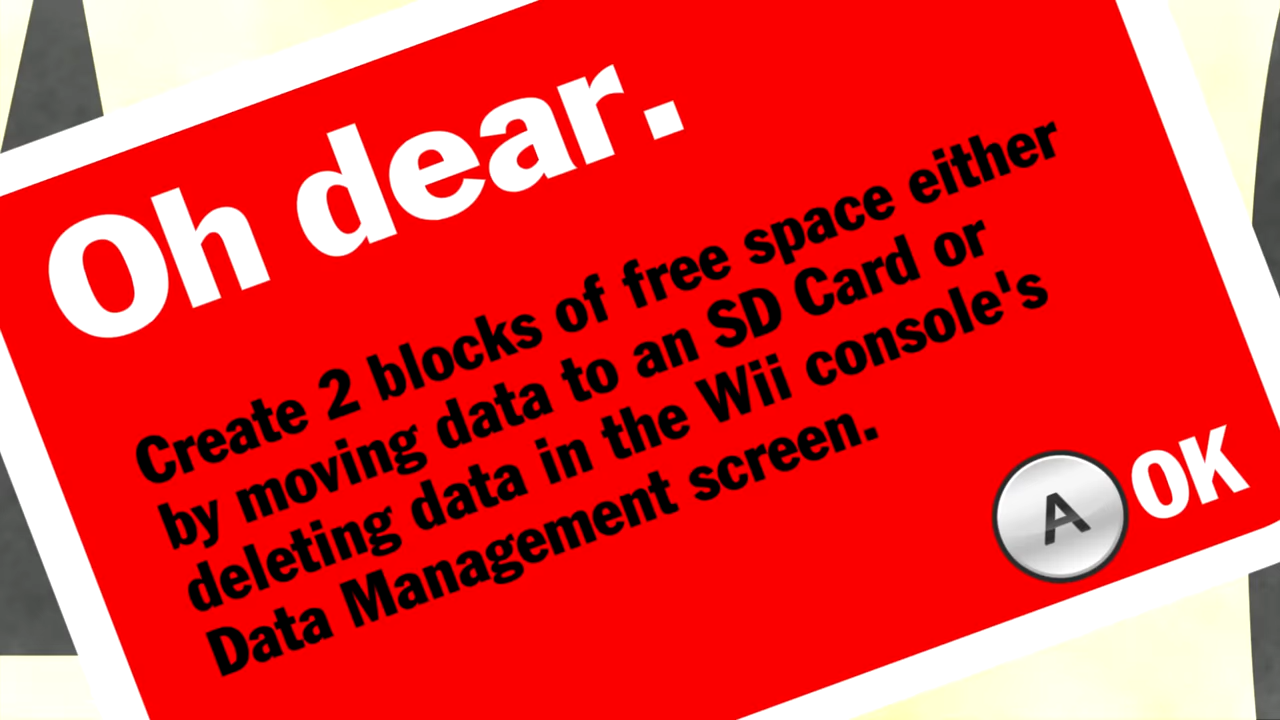 Oh dear.
Create 2 blocks of free space either
by moving data to an SD Card or
deleting data in the Wii console's
Data Management screen.
A OK